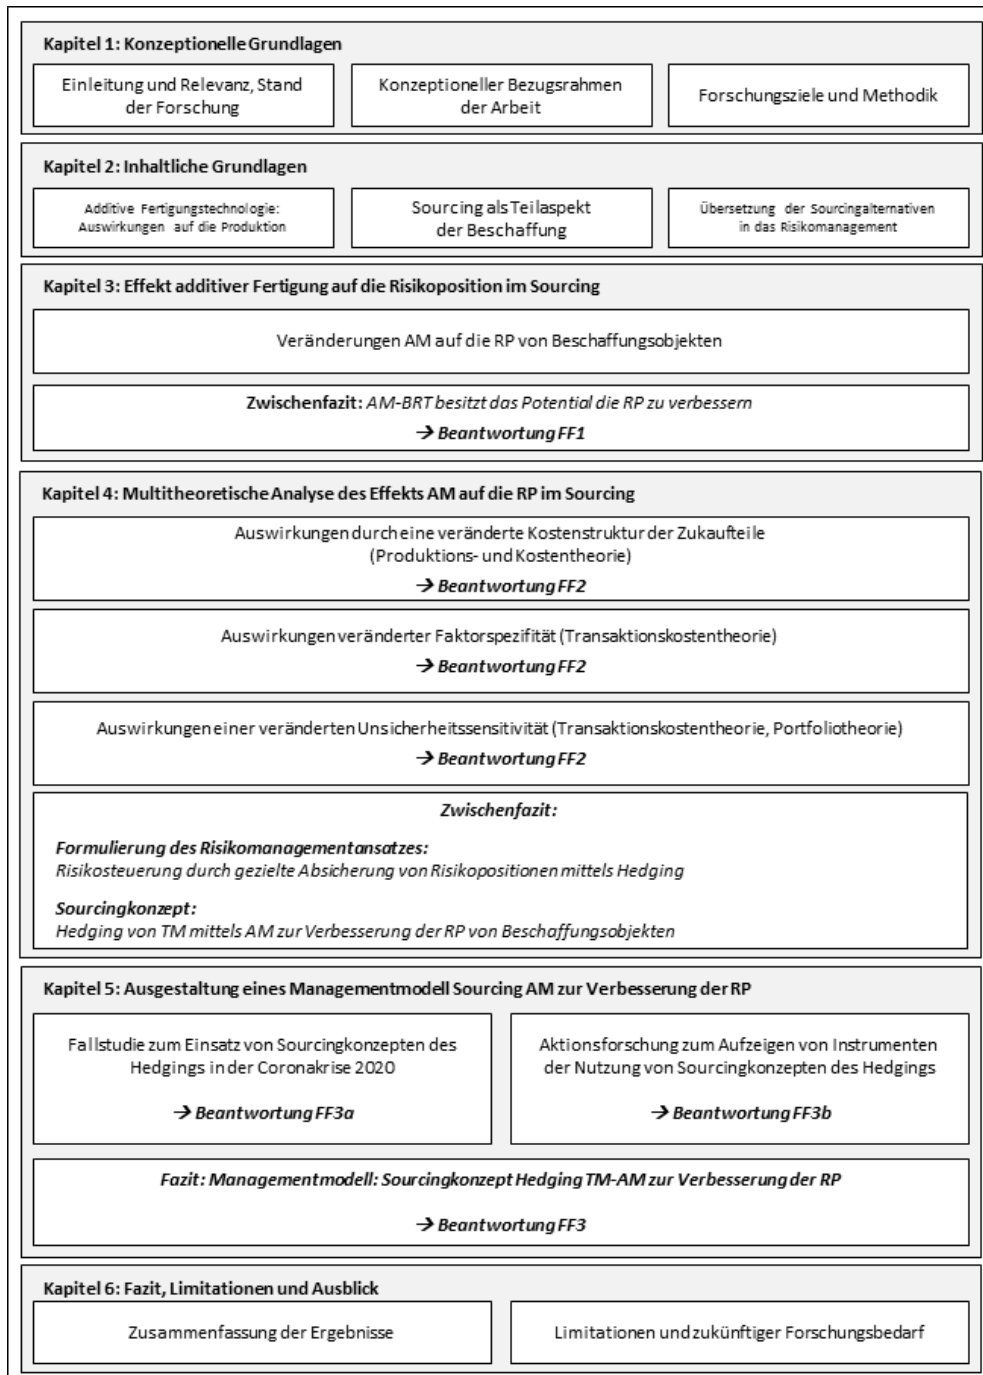 Kapitel 1: Konzeptionelle Grundlagen
Einleitung und Relevanz, Stand
der Forschung
Konzeptioneller Bezugsrahmen
der Arbeit
Forschungsziele und Methodik
Kapitel 2: Inhaltliche Grundlagen
Additive Fertigungstechnologie:
Auswirkungen auf die Produktion
Sourcing als Teilaspekt
der Beschaffung
Übersetzung der Sourcingalternativen
in das Risikomanagement
Kapitel 3: Effekt additiver Fertigung auf die Risikoposition im Sourcing
Veränderungen AM auf die RP von Beschaffungsobjekten
Zwischenfazit: AM-BRT besitzt das Potential die RP zu verbessern
→ Beantwortung FF1
Kapitel 4: Multitheoretische Analyse des Effekts AM auf die RP im Sourcing
Auswirkungen durch eine veränderte Kostenstruktur der Zukaufteile
(Produktions- und Kostentheorie)
→ Beantwortung FF2
Auswirkungen veränderter Faktorspezifität (Transaktionskostentheorie)
→ Beantwortung FF2
Auswirkungen einer veränderten Unsicherheitssensitivität (Transaktionskostentheorie, Portfoliotheorie)
→ Beantwortung FF2
Zwischenfazit:
Formulierung des Risikomanagementansatzes:
Risikosteuerung durch gezielte Absicherung von Risikopositionen mittels Hedging
Sourcingkonzept:
Hedging von TM mittels AM zur Verbesserung der RP von Beschaffungsobjekten
Kapitel 5: Ausgestaltung eines Managementmodell Sourcing AM zur Verbesserung der RP
Fallstudie zum Einsatz von Sourcingkonzepten des
Hedgings in der Coronakrise 2020
→ Beantwortung FF3a
Aktionsforschung zum Aufzeigen von Instrumenten
der Nutzung von Sourcingkonzepten des Hedgings
→ Beantwortung FF3b
Fazit: Managementmodell: Sourcingkonzept Hedging TM-AM zur Verbesserung der RP
→ Beantwortung FF3
Kapitel 6: Fazit, Limitationen und Ausblick
Zusammenfassung der Ergebnisse
Limitationen und zukünftiger Forschungsbedarf